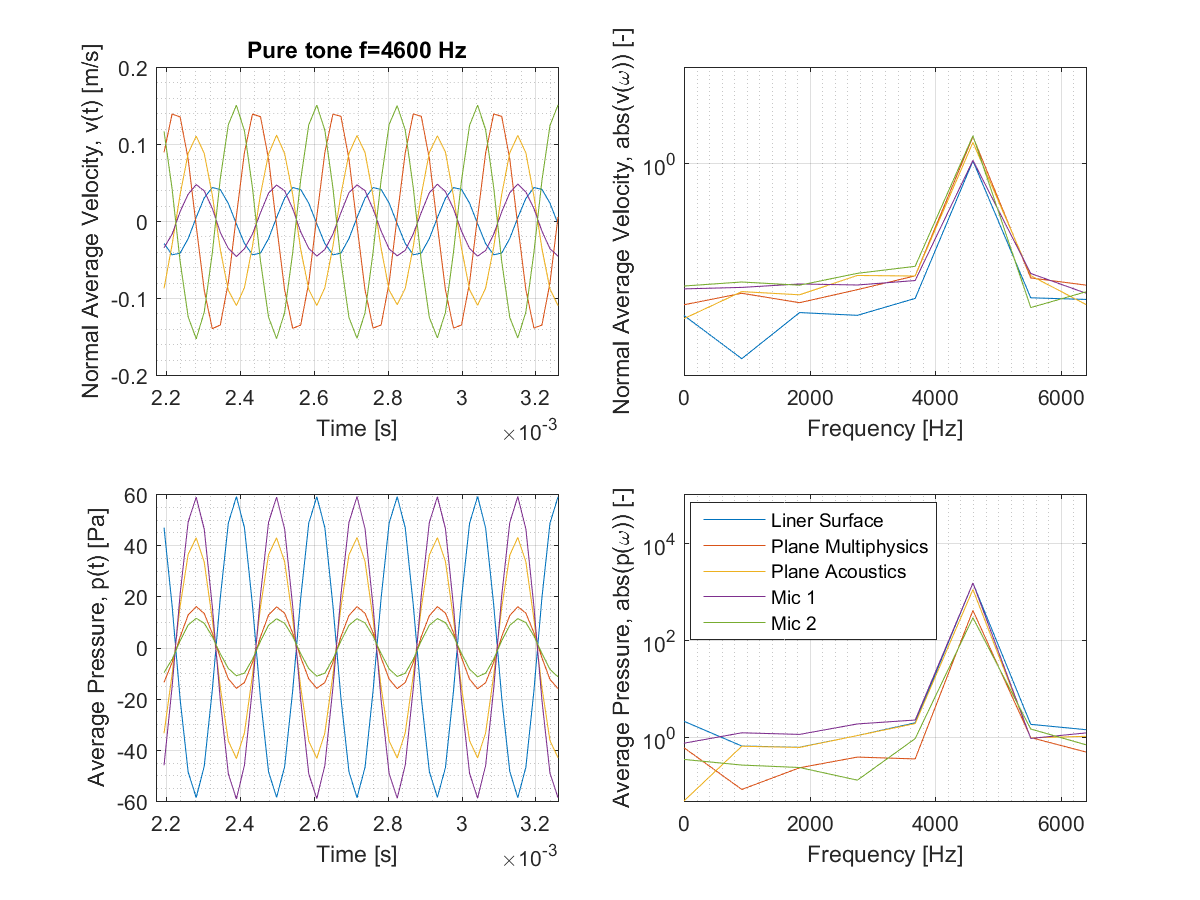 Pure tone f=4600 Hz
Normal Average Velocity, v(t) [m/s]
0.2
0.1
0
-0.1
-0.2
2.2 2.4 2.6 2.8 3 3.2
Time [s]
×10^-3
Normal Average Velocity, abs(v(ω)) [-]
10^0
0 2000 4000 6000
Frequency [Hz]
Average Pressure, p(t) [Pa]
60
40
20
0
-20
-40
-60
2.2 2.4 2.6 2.8 3 3.2
Time [s]
×10^-3
Average Pressure, abs(p(ω)) [-]
10^4
10^2
10^0
Liner Surface
Plane Multiphysics
Plane Acoustics
Mic 1
Mic 2
0 2000 4000 6000
Frequency [Hz]